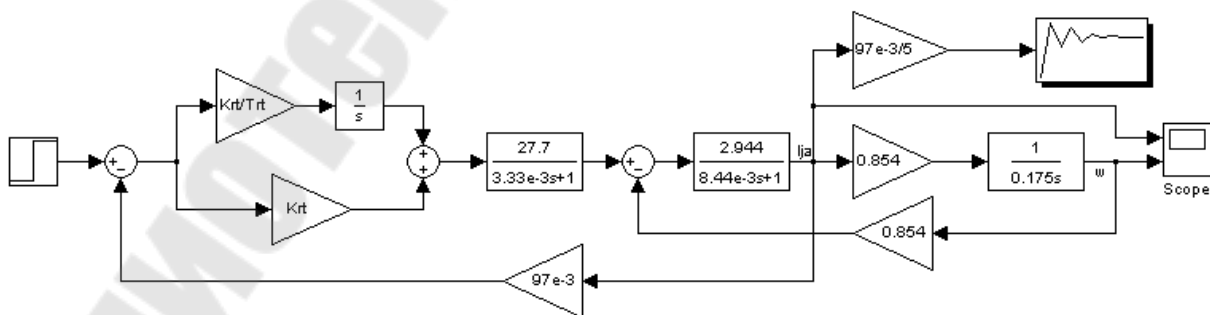 97e-3/5
Krt/Trt
1
s
27.7
3.33e-3s+1
2.944
8.44e-3s+1
Ija
0.854
1
0.175s
w
Scope
Krt
0.854
97e-3